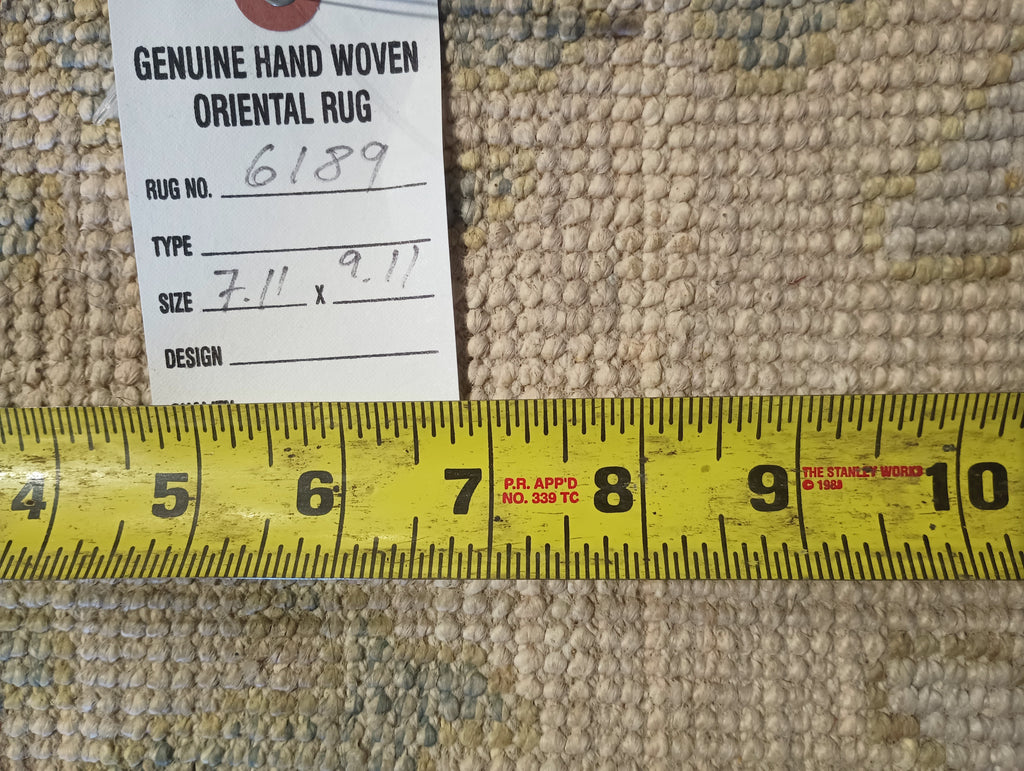 GENUINE HAND WOVEN
ORIENTAL RUG
RUG NO. 6189
TYPE
SIZE 7.11 X 9.11
DESIGN
4 5 6 7 8 9 10
P.R. APP'D
NO. 339 TC
THE STANLEY WORKS